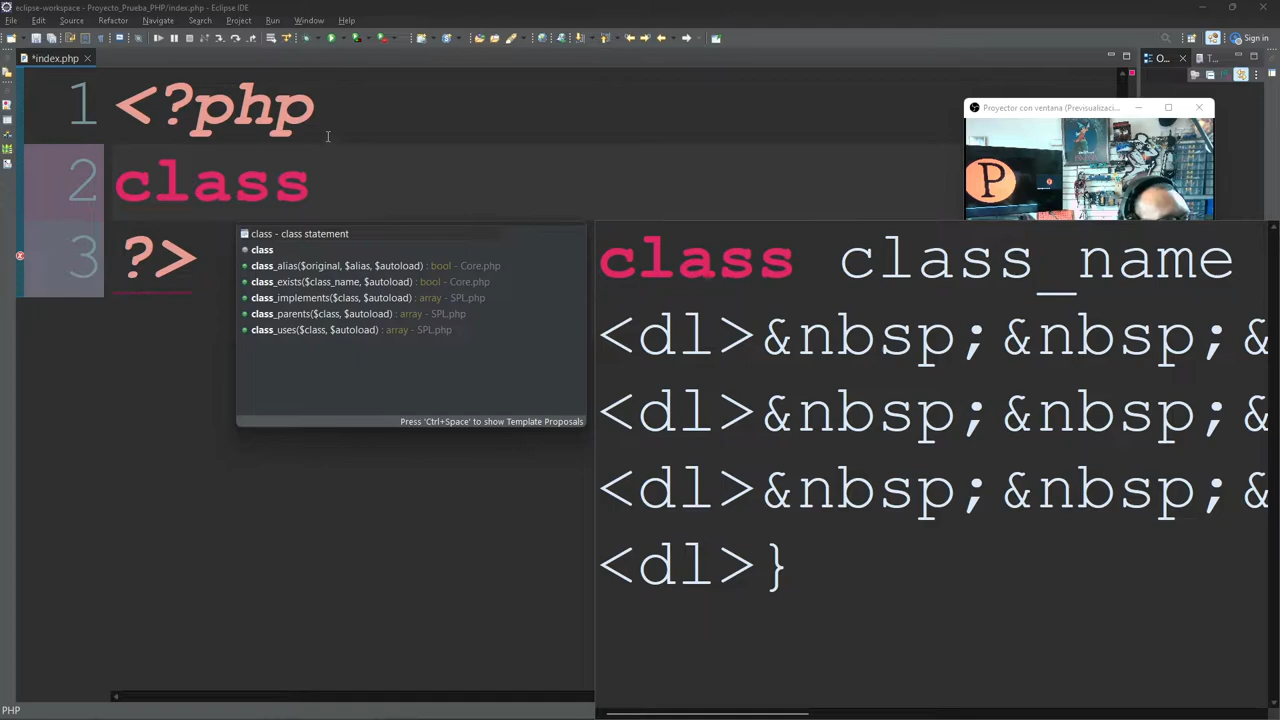 eclipse-workspace - Proyecto_Prueba_PHP/index.php - Eclipse IDE
File Edit Source Refactor Navigate Search Project Run Window Help
Sign in
*index.php
O...
T...
1 <?php
2 class
3 ?>
Proyector con ventana (Previsualizaci...
P
class - class statement
class
class_alias($original, $alias, $autoload) : bool - Core.php
class_exists($class_name, $autoload) : bool - Core.php
class_implements($class, $autoload) : array - SPL.php
class_parents($class, $autoload) : array - SPL.php
class_uses($class, $autoload) : array - SPL.php
Press 'Ctrl+Space' to show Template Proposals
class class_name
<dl>&nbsp;&nbsp;&
<dl>&nbsp;&nbsp;&
<dl>&nbsp;&nbsp;&
<dl>}
PHP